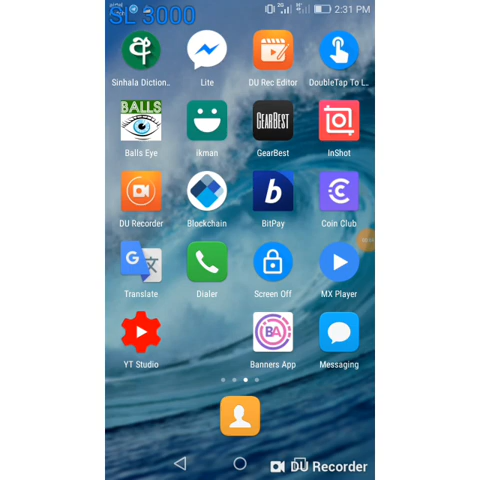 SL 3000
2:31 PM
Sinhala Diction..
Lite
DU Rec Editor
DoubleTap To L..
BALLS
GEARBEST
Balls Eye
ikman
GearBest
InShot
b
DU Recorder
Blockchain
BitPay
Coin Club
G 文
Translate
Dialer
Screen Off
MX Player
BA
YT Studio
Banners App
Messaging
DU Recorder